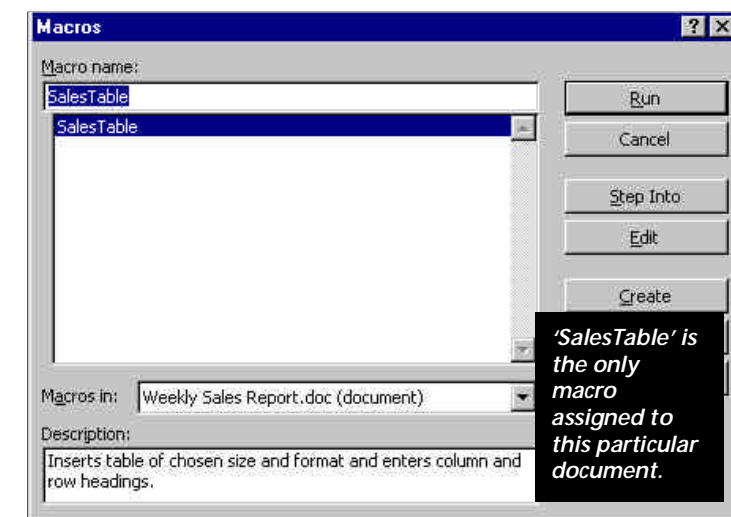 Macros
Macro name:
SalesTable
SalesTable
Run
Cancel
Step Into
Edit
Create
Macros in: Weekly Sales Report.doc (document)
Description:
Inserts table of chosen size and format and enters column and
row headings.
‘SalesTable’ is
the only
macro
assigned to
this particular
document.